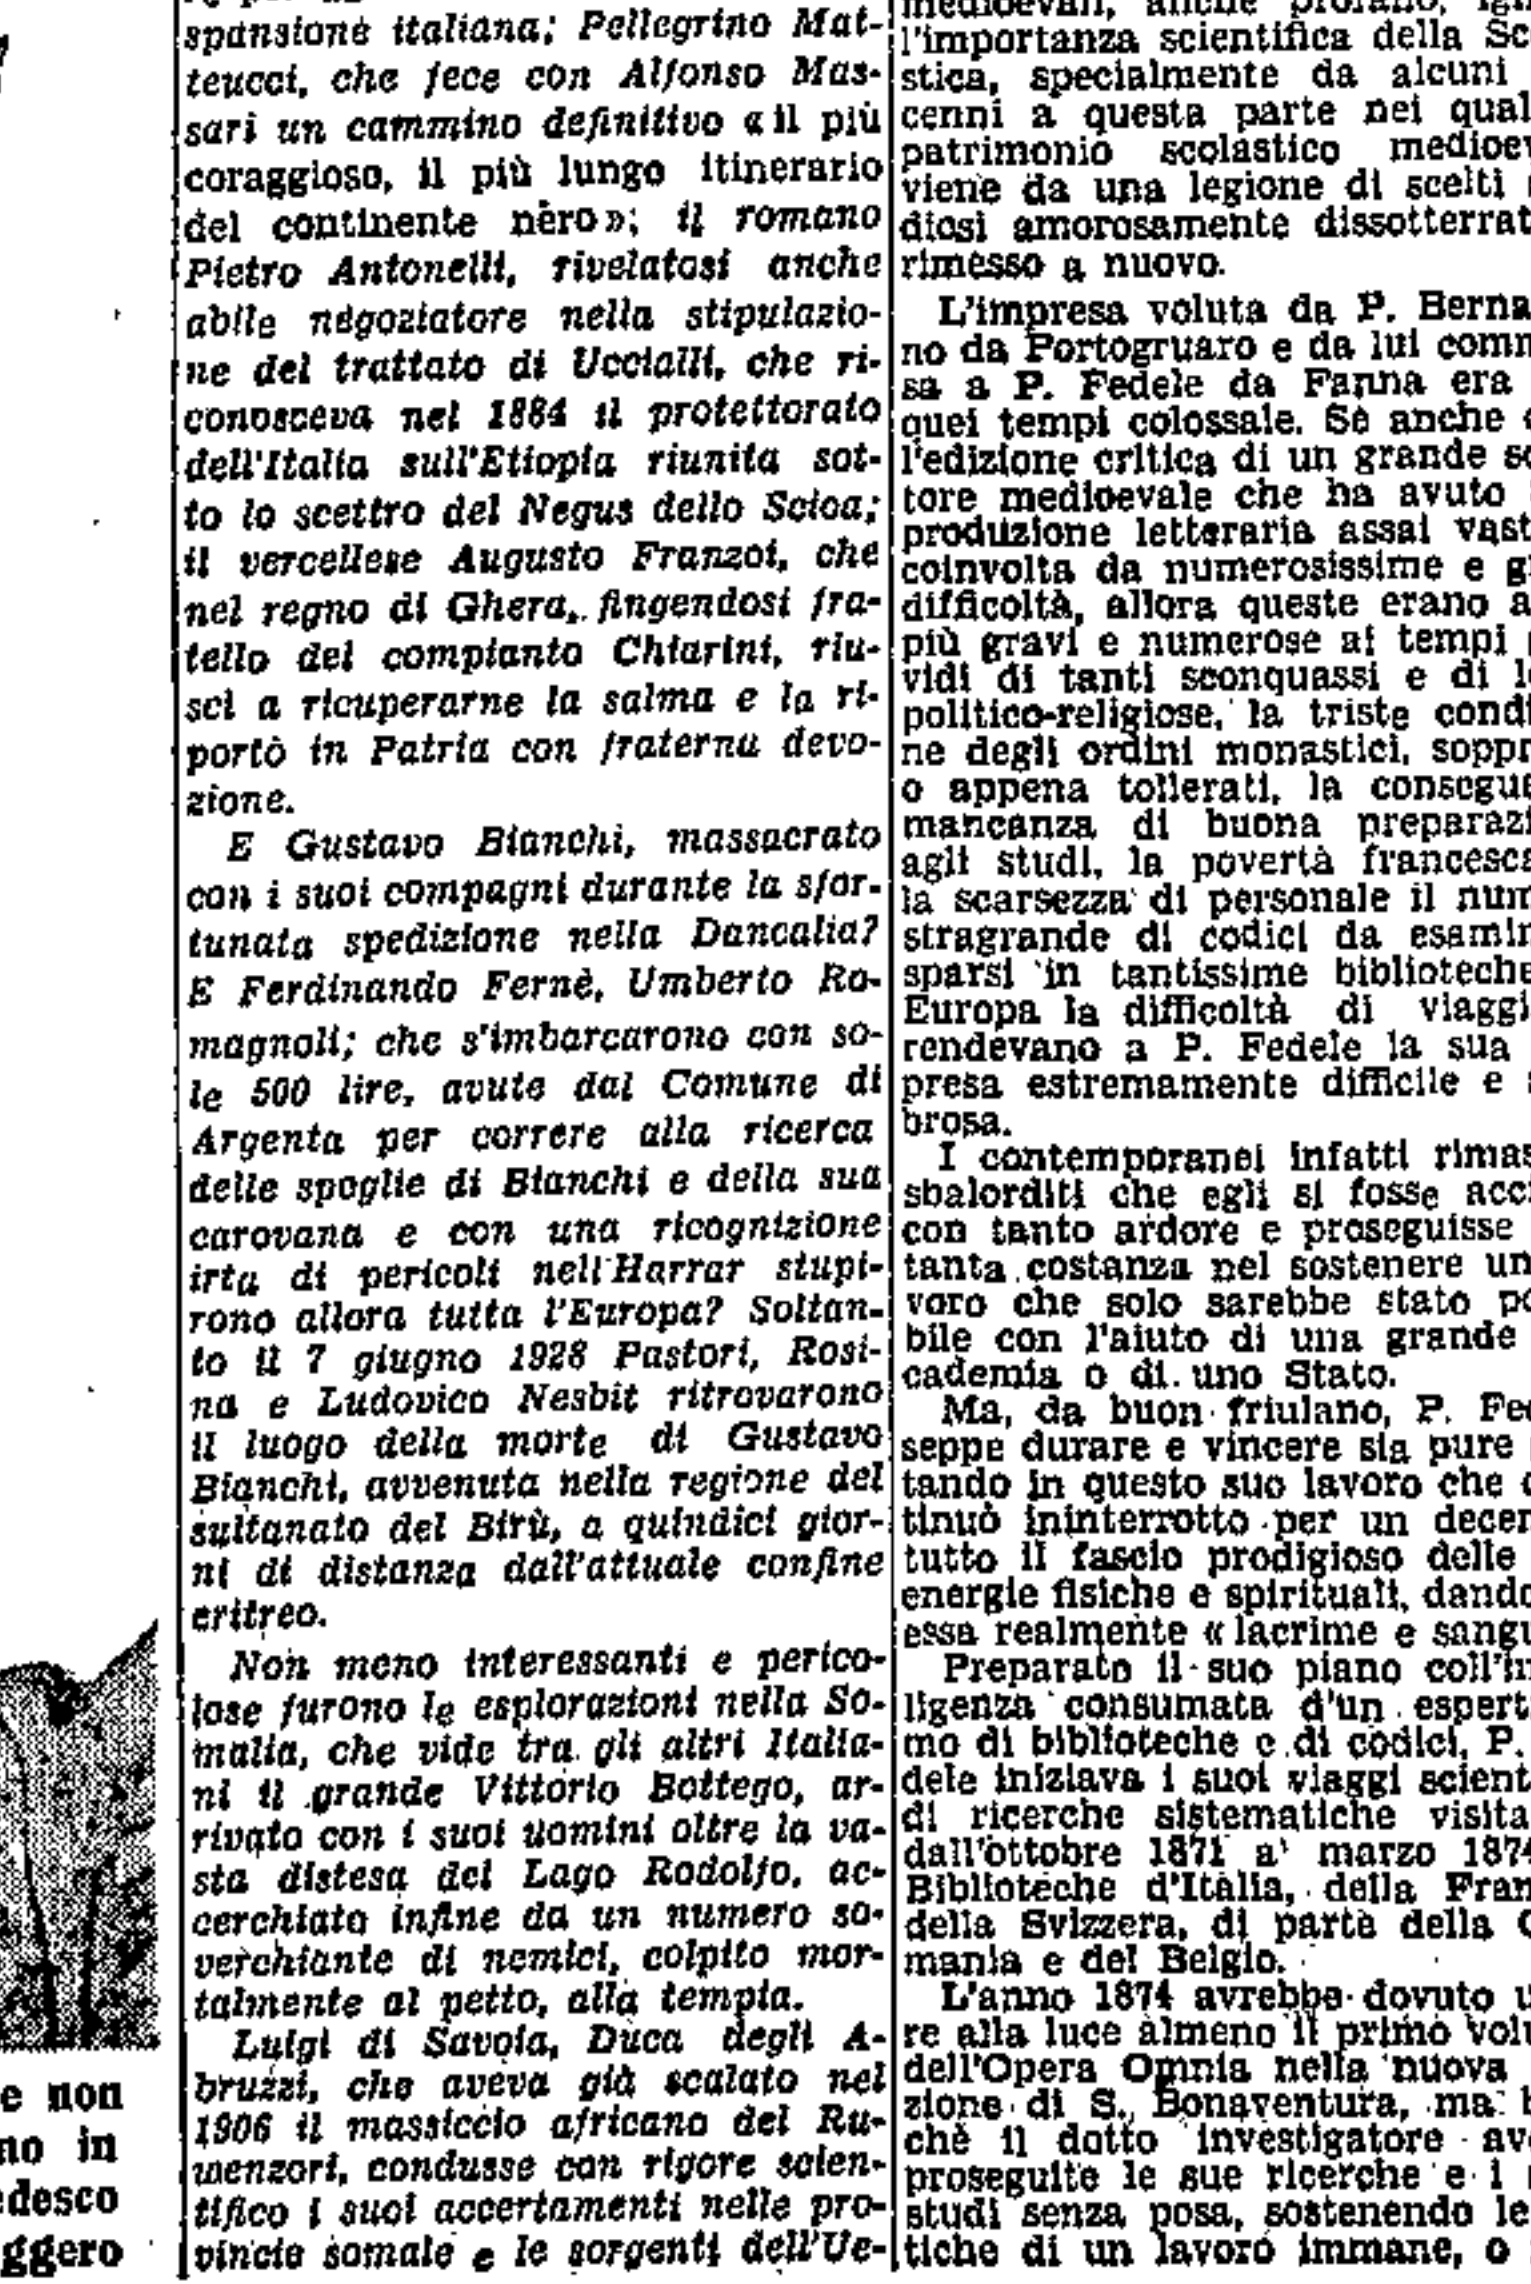 spansione italiana; Pellegrino Mat-
teucci, che fece con Alfonso Mas-
sari un cammino definitivo «il più
coraggioso, il più lungo itinerario
del continente nèro»; il romano
Pietro Antonelli, rivelatosi anche
abile negoziatore nella stipulazio-
ne del trattato di Uccialli, che ri-
conosceva nel 1884 il protettorato
dell'Italia sull'Etiopia riunita sot-
to lo scettro del Negus dello Scioa;
il vercellese Augusto Franzoi, che
nel regno di Ghera, fingendosi fra-
tello del compianto Chiarini, riu-
scì a ricuperarne la salma e la ri-
portò in Patria con fraterna devo-
zione.
E Gustavo Bianchi, massacrato
con i suoi compagni durante la sfor-
tunata spedizione nella Dancalia?
E Ferdinando Fernè, Umberto Ro-
magnoli; che s'imbarcarono con so-
le 500 lire, avute dal Comune di
Argenta per correre alla ricerca
delle spoglie di Bianchi e della sua
carovana e con una ricognizione
irta di pericoli nell'Harrar stupi-
rono allora tutta l'Europa? Soltan-
to il 7 giugno 1928 Pastori, Rosi-
na e Ludovico Nesbit ritrovarono
il luogo della morte di Gustavo
Bianchi, avvenuta nella regione del
sultanato del Birù, a quindici gior-
ni di distanza dall'attuale confine
eritreo.
Non meno interessanti e perico-
lose furono le esplorazioni nella So-
malia, che vide tra gli altri Italia-
ni il grande Vittorio Bottego, ar-
rivato con i suoi uomini oltre la va-
sta distesa del Lago Rodolfo, ac-
cerchiato infine da un numero so-
verchiante di nemici, colpito mor-
talmente al petto, alla tempia.
Luigi di Savoia, Duca degli A-
bruzzi, che aveva già scalato nel
1906 il massiccio africano del Ru-
wenzori, condusse con rigore scien-
tifico i suoi accertamenti nelle pro-
vincie somale e le sorgenti dell'Ue-
medioevali, anche profano,
l'importanza scientifica della Sc
stica, specialmente da alcuni
cenni a questa parte nei qual
patrimonio scolastico medioev
viene da una legione di scelti
diosi amorosamente dissotterrat
rimesso a nuovo.
L'impresa voluta da P. Berna
no da Portogruaro e da lui comm
sa a P. Fedele da Fanna era
quei tempi colossale. Se anche
l'edizione critica di un grande sc
tore medioevale che ha avuto
produzione letteraria assai vast
coinvolta da numerosissime e g
difficoltà, allora queste erano a
più gravi e numerose ai tempi
vidi di tanti sconquassi e di l
politico-religiose, la triste condi
ne degli ordini monastici, soppr
o appena tollerati, la consegue
mancanza di buona preparazi
agli studi, la povertà francesca
la scarsezza di personale il num
stragrande di codici da esamin
sparsi in tantissime biblioteche
Europa la difficoltà di viaggi
rendevano a P. Fedele la sua
presa estremamente difficile e
brosa.
I contemporanei infatti rimas
sbalorditi che egli si fosse acc
con tanto ardore e proseguisse
tanta costanza nel sostenere un
voro che solo sarebbe stato po
bile con l'aiuto di una grande
cademia o di uno Stato.
Ma, da buon friulano, P. Fe
seppe durare e vincere sia pure
tando in questo suo lavoro che
tinuò ininterrotto per un decen
tutto il fascio prodigioso delle
energie fisiche e spirituali, dando
essa realmente «lacrime e sangu
Preparato il suo piano coll'in
ligenza consumata d'un espert
mo di biblioteche e di codici, P.
dele iniziava i suoi viaggi scient
di ricerche sistematiche visita
dall'ottobre 1871 a marzo 1874
Biblioteche d'Italia, della Fran
della Svizzera, di parte della
mania e del Belgio.
L'anno 1874 avrebbe dovuto u
re alla luce almeno il primo volu
dell'Opera Omnia nella nuova
zione di S. Bonaventura, ma
chè il dotto investigatore av
proseguite le sue ricerche e i
studi senza posa, sostenendo le
tiche di un lavoro immane, o
e non
no in
edesco
ggero